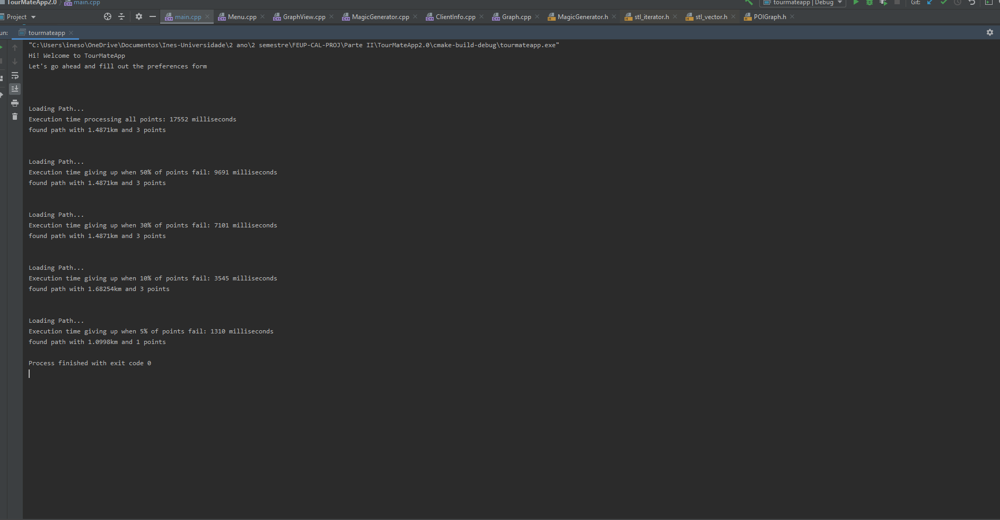 TourMateApp2.0 main.cpp tourmateapp | Debug Git:
Project main.cpp Menu.cpp GraphView.cpp MagicGenerator.cpp ClientInfo.cpp Graph.cpp MagicGenerator.h stl_iterator.h stl_vector.h POIGraph.h
un: tourmateapp
"C:\Users\ineso\OneDrive\Documentos\Ines-Universidade\2 ano\2 semestre\FEUP-CAL-PROJ\Parte II\TourMateApp2.0\cmake-build-debug\tourmateapp.exe"
Hi! Welcome to TourMateApp
Let's go ahead and fill out the preferences form
Loading Path...
Execution time processing all points: 17552 milliseconds
found path with 1.4871km and 3 points
Loading Path...
Execution time giving up when 50% of points fail: 9691 milliseconds
found path with 1.4871km and 3 points
Loading Path...
Execution time giving up when 30% of points fail: 7101 milliseconds
found path with 1.4871km and 3 points
Loading Path...
Execution time giving up when 10% of points fail: 3545 milliseconds
found path with 1.68254km and 3 points
Loading Path...
Execution time giving up when 5% of points fail: 1310 milliseconds
found path with 1.0998km and 1 points
Process finished with exit code 0